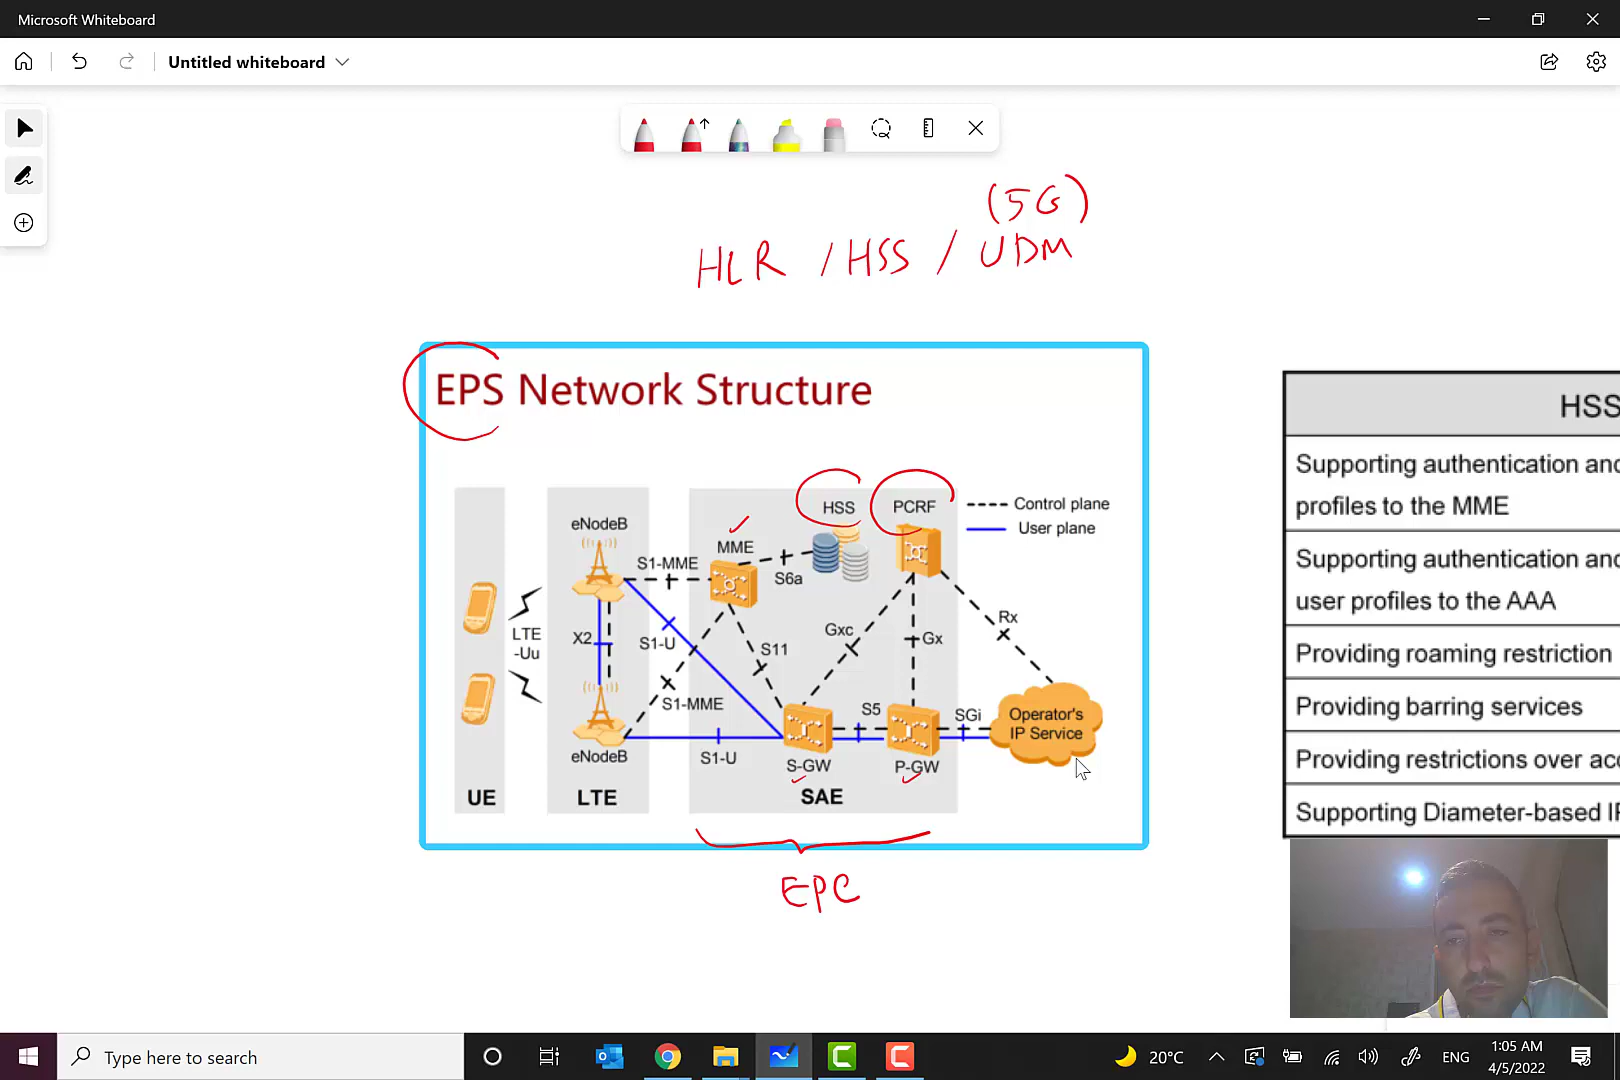 Microsoft Whiteboard
Untitled whiteboard
(5G)
HLR / HSS / UDM
EPS Network Structure
HSS
PCRF
Control plane
User plane
eNodeB
MME
S1-MME
S6a
LTE
-Uu
X2
S1-U
S11
Gxc
Gx
Rx
S1-MME
S5
SGi
Operator's
IP Service
eNodeB
S1-U
S-GW
P-GW
UE
LTE
SAE
EPC
HSS
Supporting authentication and
profiles to the MME
Supporting authentication and
user profiles to the AAA
Providing roaming restriction
Providing barring services
Providing restrictions over acc
Supporting Diameter-based I
Type here to search
20°C
ENG
1:05 AM
4/5/2022